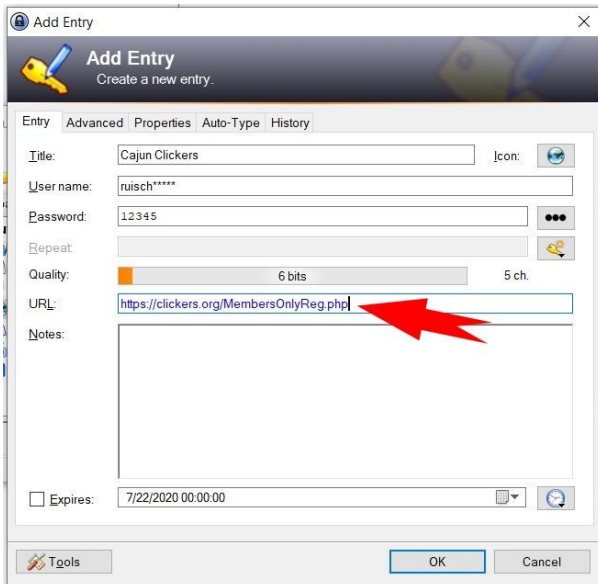 Add Entry
Add Entry
Create a new entry.
Entry Advanced Properties Auto-Type History
Title: Cajun Clickers Icon:
User name: ruisch*****
Password: 12345
Repeat:
Quality: 6 bits 5 ch.
URL: https://clickers.org/MembersOnlyReg.php
Notes:
Expires: 7/22/2020 00:00:00
Tools OK Cancel